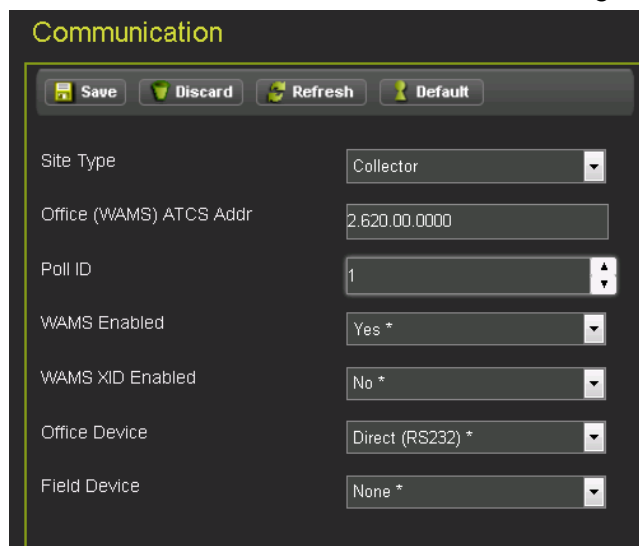 Communication
Save Discard Refresh Default
Site Type Collector
Office (WAMS) ATCS Addr 2.620.00.0000
Poll ID 1
WAMS Enabled Yes *
WAMS XID Enabled No *
Office Device Direct (RS232) *
Field Device None *